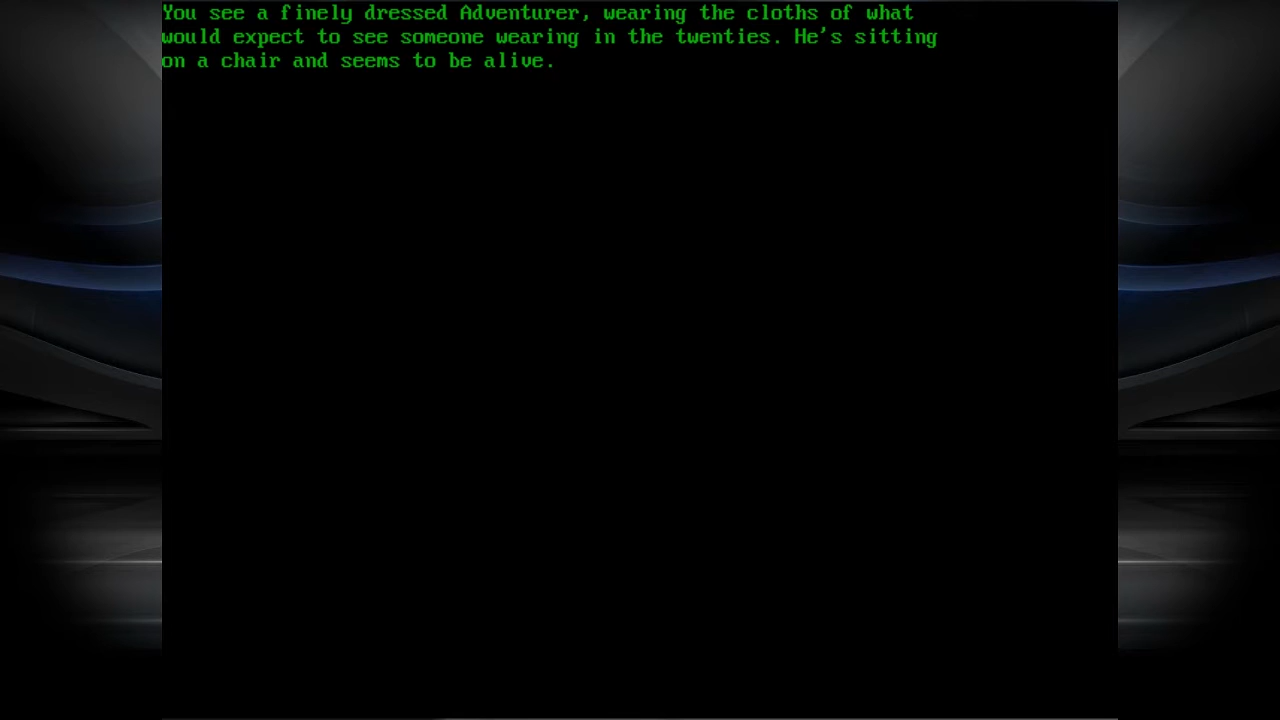 You see a finely dressed Adventurer, wearing the cloths of what
would expect to see someone wearing in the twenties. He's sitting
on a chair and seems to be alive.